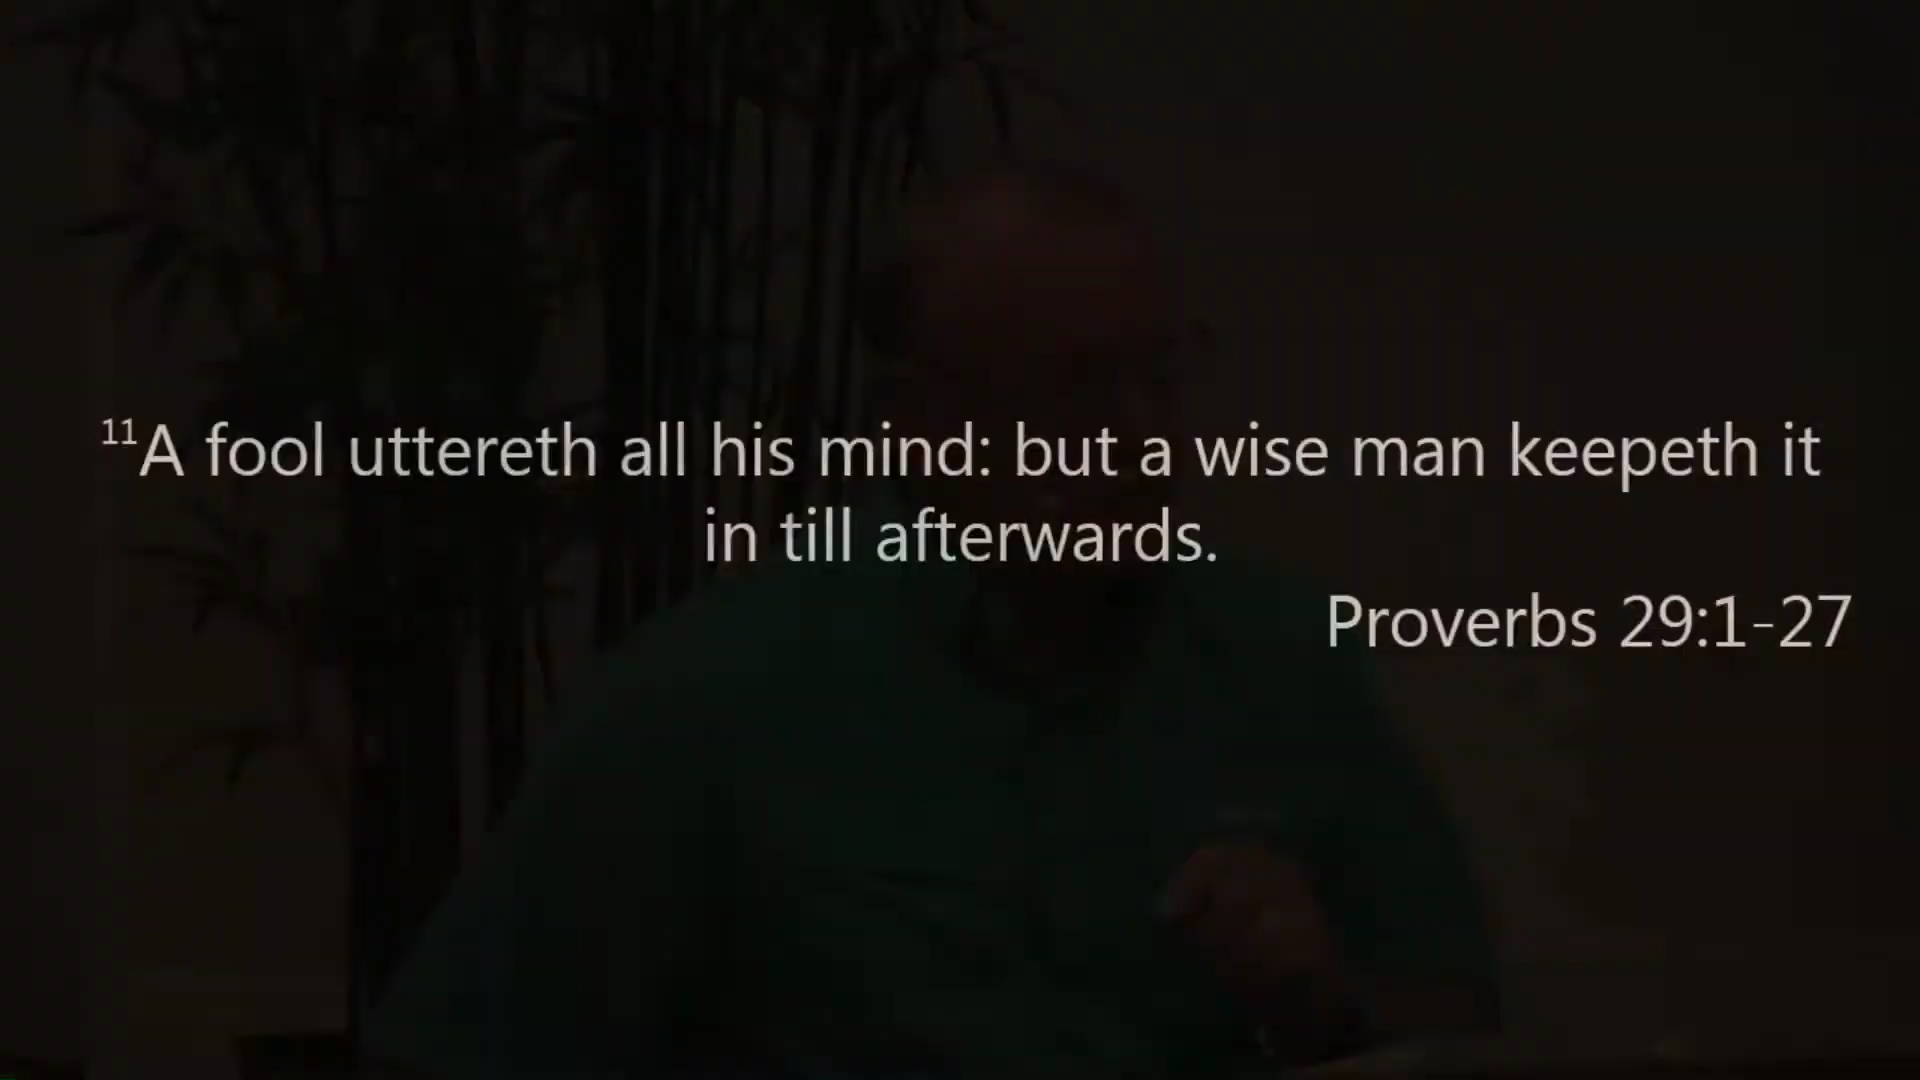 11A fool uttereth all his mind: but a wise man keepeth it
in till afterwards.
Proverbs 29:1-27